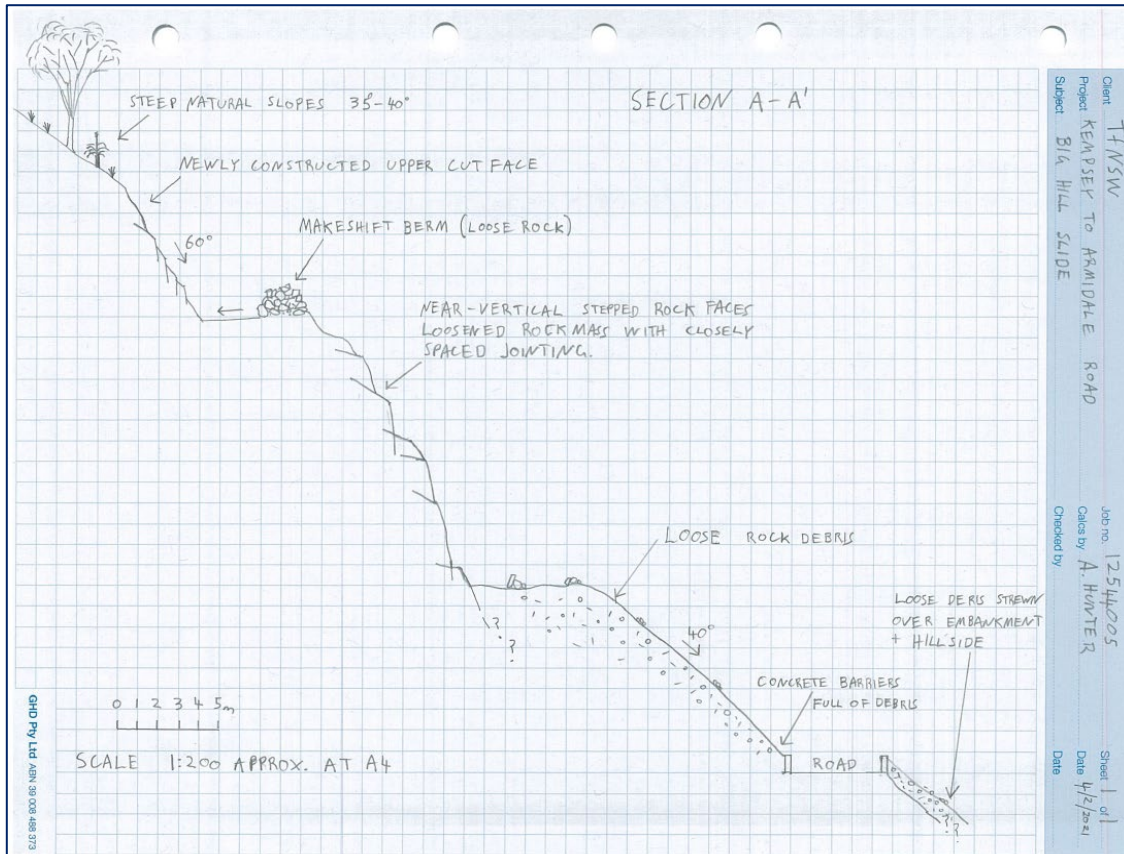 STEEP NATURAL SLOPES 35°-40°
SECTION A-A'
NEWLY CONSTRUCTED UPPER CUT FACE
MAKESHIFT BERM (LOOSE ROCK)
60°
NEAR-VERTICAL STEPPED ROCK FACES
LOOSENED ROCKMASS WITH CLOSELY
SPACED JOINTING.
LOOSE ROCK DEBRIS
??
?
40°
LOOSE DERIS STREWN
OVER EMBANKMENT
+ HILLSIDE
CONCRETE BARRIERS
FULL OF DEBRIS
ROAD
??
0 1 2 3 4 5m
SCALE 1:200 APPROX. AT A4
Client TfNSW
Project KEMPSEY TO ARMIDALE ROAD
Subject BIG HILL SLIDE
Job no. 12544005
Calcs by A. HUNTER
Checked by
Sheet 1 of 1
Date 4/2/2021
Date
GHD Pty Ltd ABN 39 008 488 373